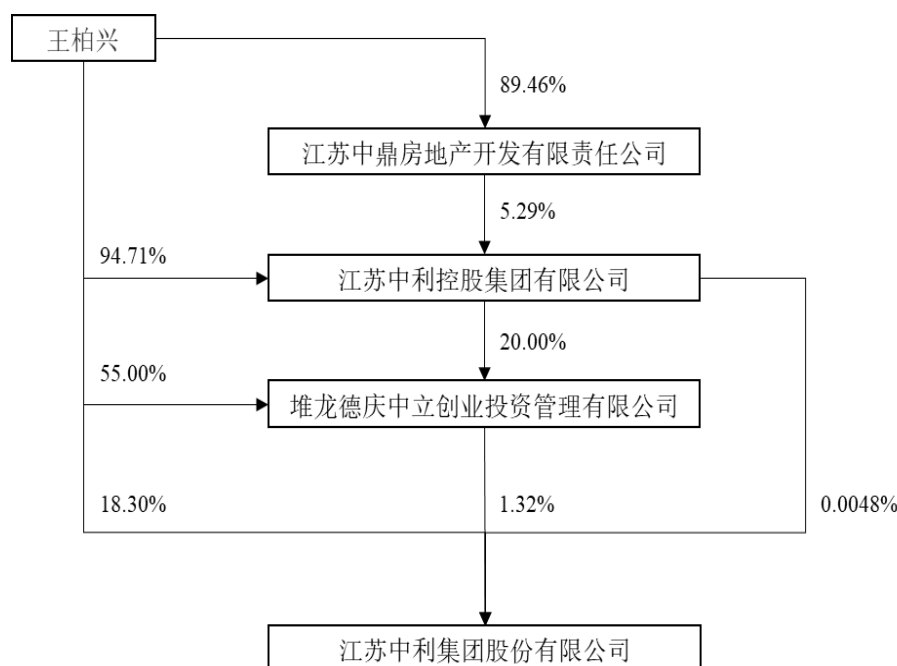 王柏兴
89.46%
江苏中鼎房地产开发有限责任公司
5.29%
94.71%
江苏中利控股集团有限公司
20.00%
55.00%
堆龙德庆中立创业投资管理有限公司
18.30%
1.32%
0.0048%
江苏中利集团股份有限公司